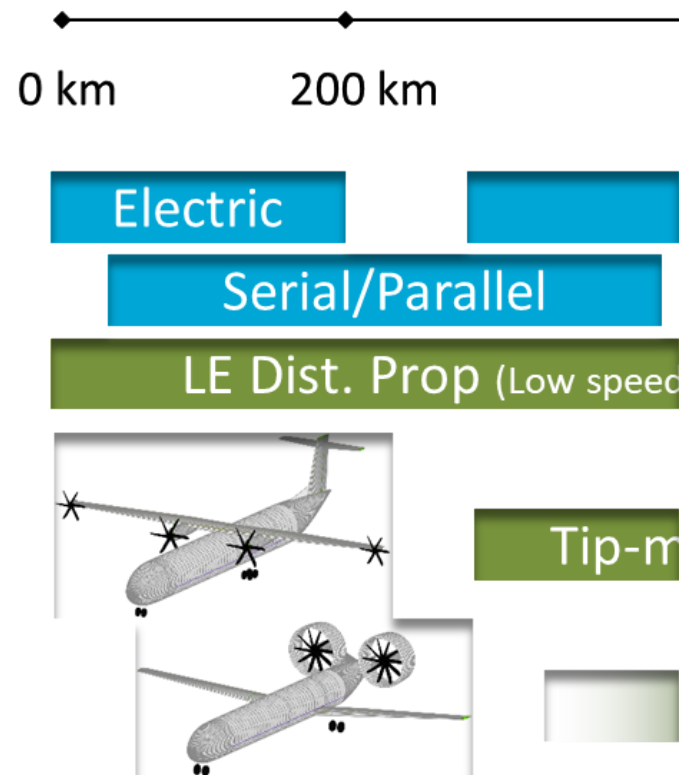 0 km 200 km
Electric
Serial/Parallel
LE Dist. Prop (Low speed
Tip-m